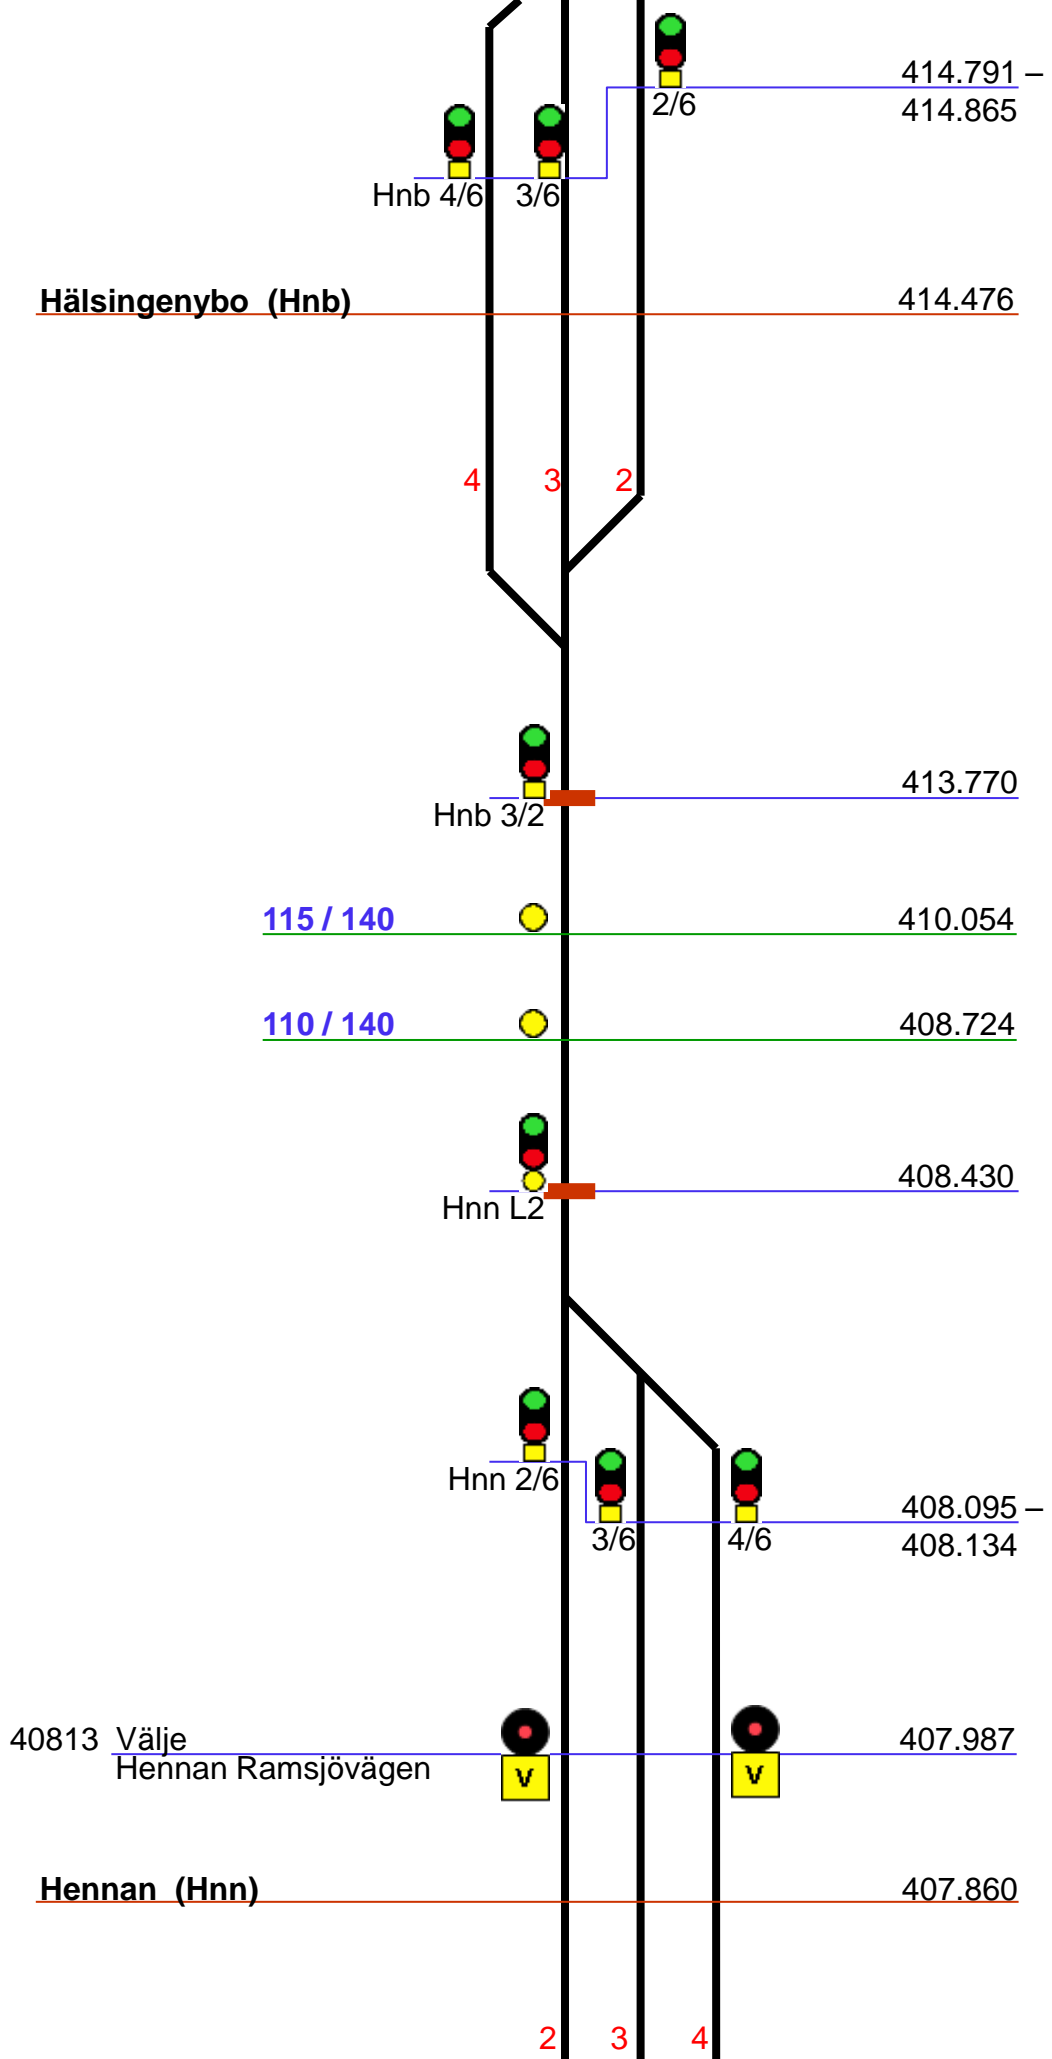 414.791 –
2/6
414.865
Hnb 4/6 3/6
Hälsingenybo (Hnb) 414.476
4 3 2
413.770
Hnb 3/2
115 / 140 410.054
110 / 140 408.724
408.430
Hnn L2
Hnn 2/6
408.095 –
3/6 4/6
408.134
40813 Välje 407.987
Hennan Ramsjövägen
V V
Hennan (Hnn) 407.860
2 3 4